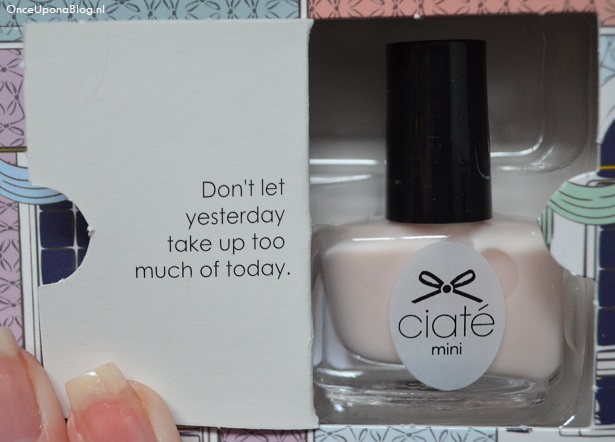 OnceUponaBlog.nl
Don't let
yesterday
take up too
much of today.
ciaté
mini